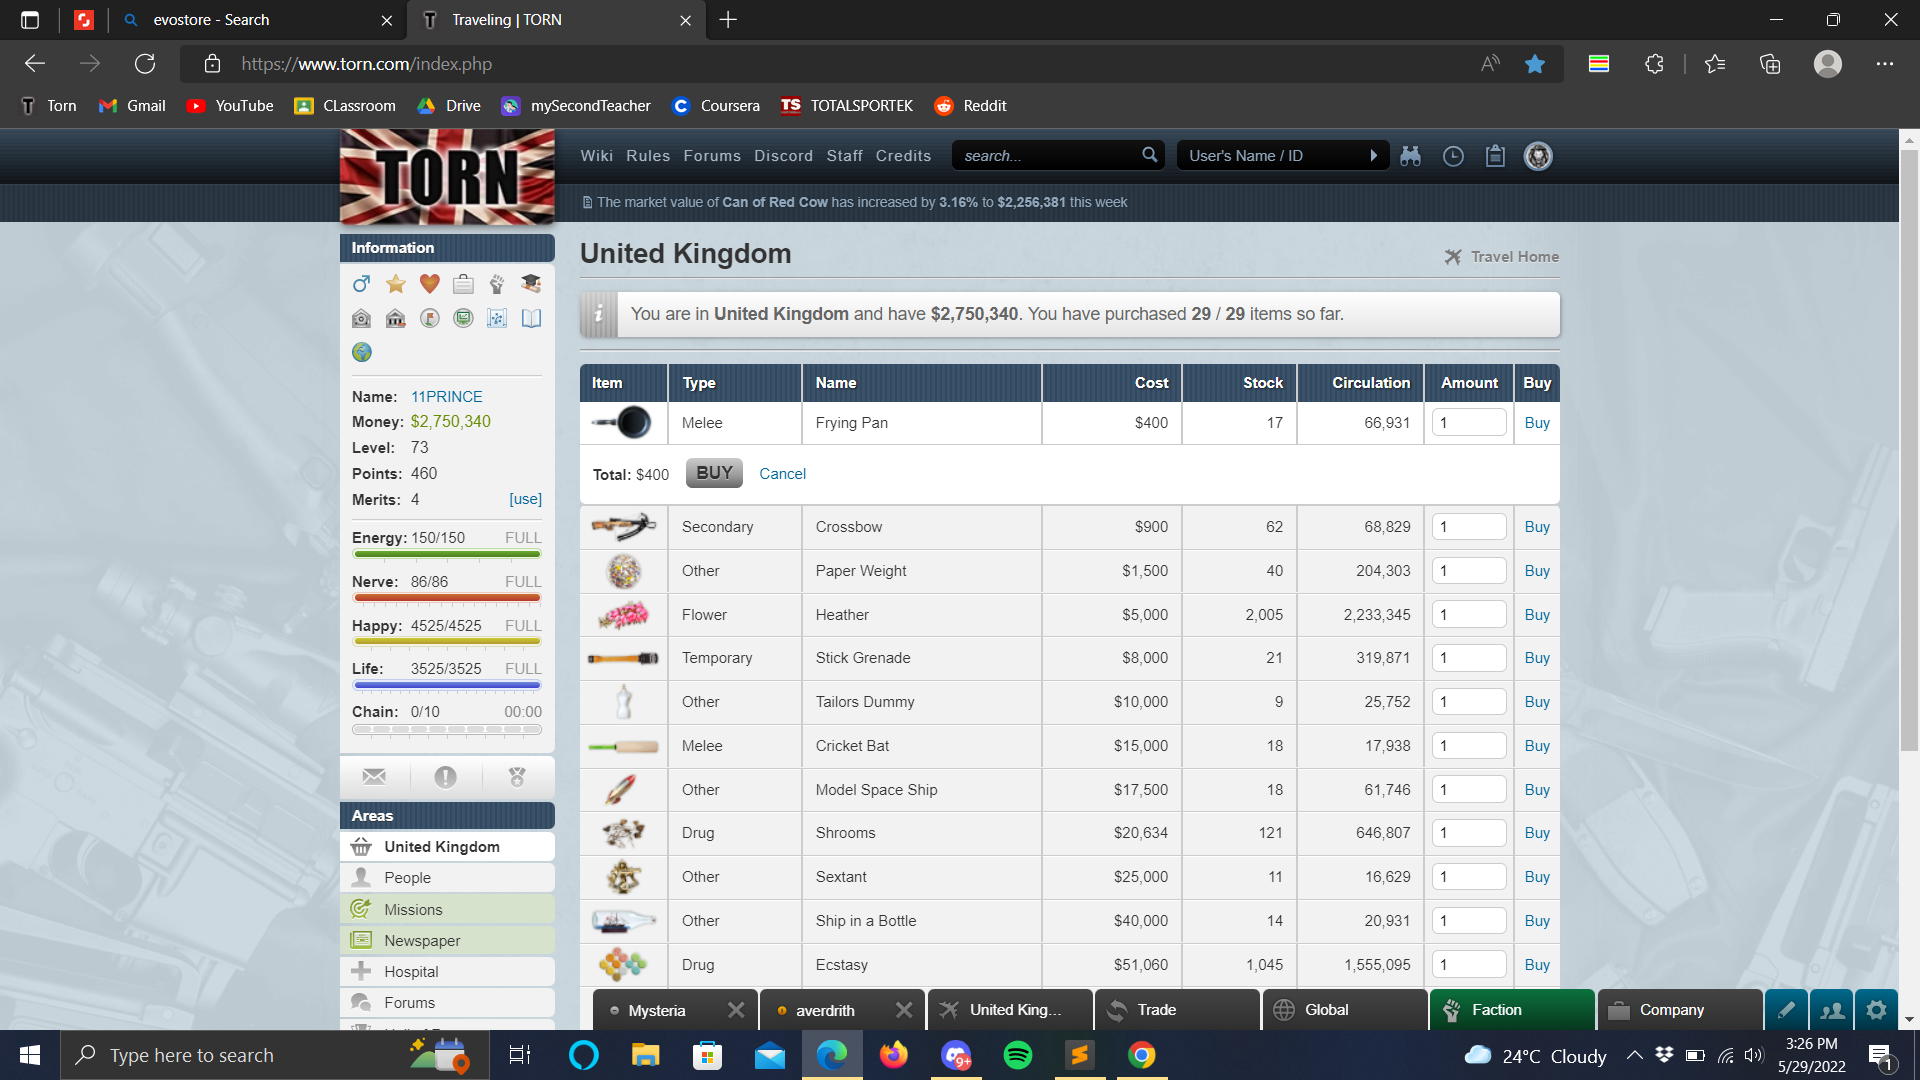 evostore - Search
Traveling | TORN
https://www.torn.com/index.php
Torn Gmail YouTube CLassroom Drive mySecondTeacher Coursera TS TOTALSPORTEK Reddit
TORN
Wiki Rules Forums Discord Staff Credits search... User's Name / ID
The market value of Can of Red Cow has increased by 3.16% to $2,256,381 this week
Information
Name: 11PRINCE
Money: $2,750,340
Level: 73
Points: 460
Merits: 4 [use]
Energy: 150/150 FULL
Nerve: 86/86 FULL
Happy: 4525/4525 FULL
Life: 3525/3525 FULL
Chain: 0/10 00:00
Areas
United Kingdom
People
Missions
Newspaper
Hospital
Forums
United Kingdom
Travel Home
You are in United Kingdom and have $2,750,340. You have purchased 29 / 29 items so far.
Item Type Name Cost Stock Circulation Amount Buy
Melee Frying Pan $400 17 66,931 1 Buy
Total: $400 BUY Cancel
Secondary Crossbow $900 62 68,829 1 Buy
Other Paper Weight $1,500 40 204,303 1 Buy
Flower Heather $5,000 2,005 2,233,345 1 Buy
Temporary Stick Grenade $8,000 21 319,871 1 Buy
Other Tailors Dummy $10,000 9 25,752 1 Buy
Melee Cricket Bat $15,000 18 17,938 1 Buy
Other Model Space Ship $17,500 18 61,746 1 Buy
Drug Shrooms $20,634 121 646,807 1 Buy
Other Sextant $25,000 11 16,629 1 Buy
Other Ship in a Bottle $40,000 14 20,931 1 Buy
Drug Ecstasy $51,060 1,045 1,555,095 1 Buy
Mysteria averdrith United King... Trade Global Faction Company
Type here to search
9+
24°C Cloudy
3:26 PM
5/29/2022
1